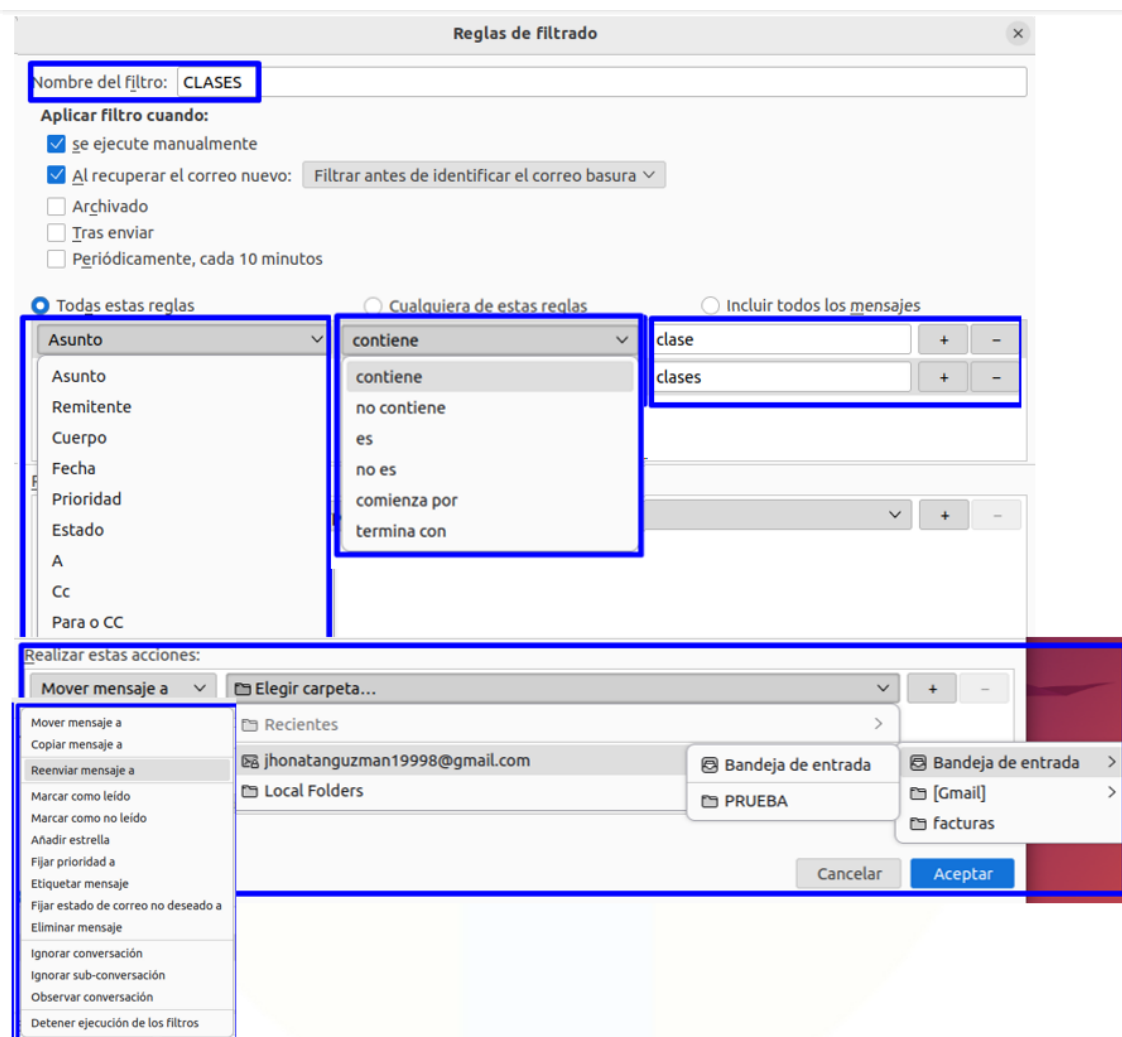 Reglas de filtrado
Nombre del filtro: CLASES
Aplicar filtro cuando:
se ejecute manualmente
Al recuperar el correo nuevo: Filtrar antes de identificar el correo basura
Archivado
Tras enviar
Periódicamente, cada 10 minutos
Todas estas reglas Cualquiera de estas reglas Incluir todos los mensajes
Asunto contiene clase + -
Asunto contiene clases + -
Remitente no contiene
Cuerpo es
Fecha no es
Prioridad comienza por + -
Estado termina con
A
Cc
Para o CC
Realizar estas acciones:
Mover mensaje a Elegir carpeta... + -
Mover mensaje a Recientes
Copiar mensaje a
Reenviar mensaje a jhonatanguzman19998@gmail.com Bandeja de entrada Bandeja de entrada
Marcar como leído Local Folders PRUEBA [Gmail]
Marcar como no leído facturas
Añadir estrella
Fijar prioridad a
Etiquetar mensaje Cancelar Aceptar
Fijar estado de correo no deseado a
Eliminar mensaje
Ignorar conversación
Ignorar sub-conversación
Observar conversación
Detener ejecución de los filtros